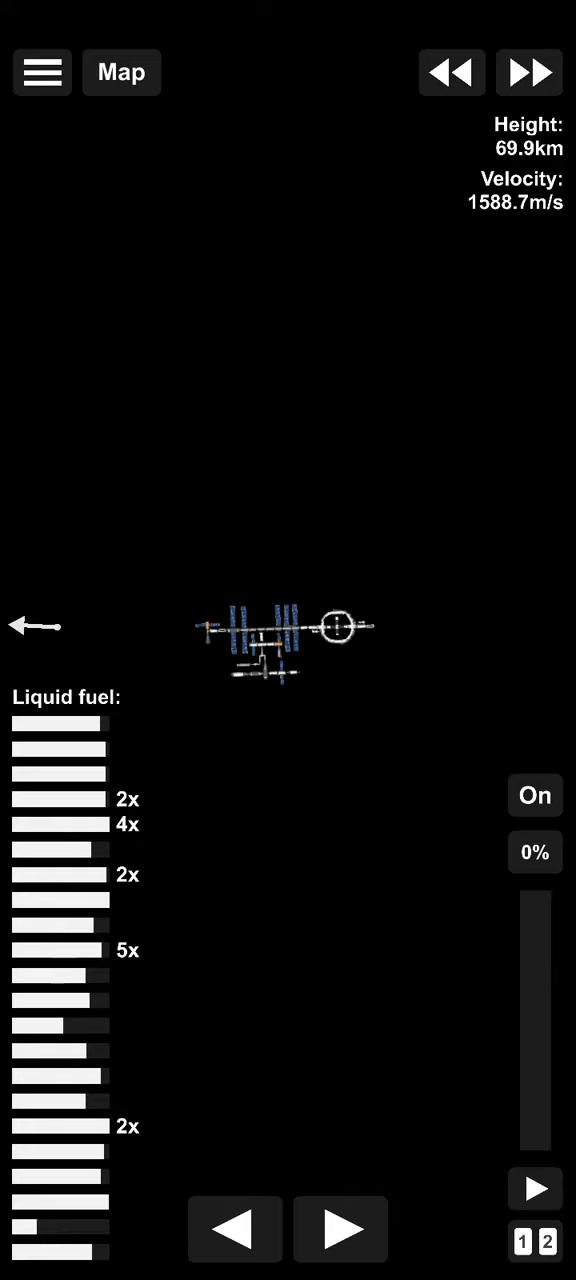 Map
Height:
69.9km
Velocity:
1588.7m/s
Liquid fuel:
2x
4x
2x
5x
2x
On
0%
1 2